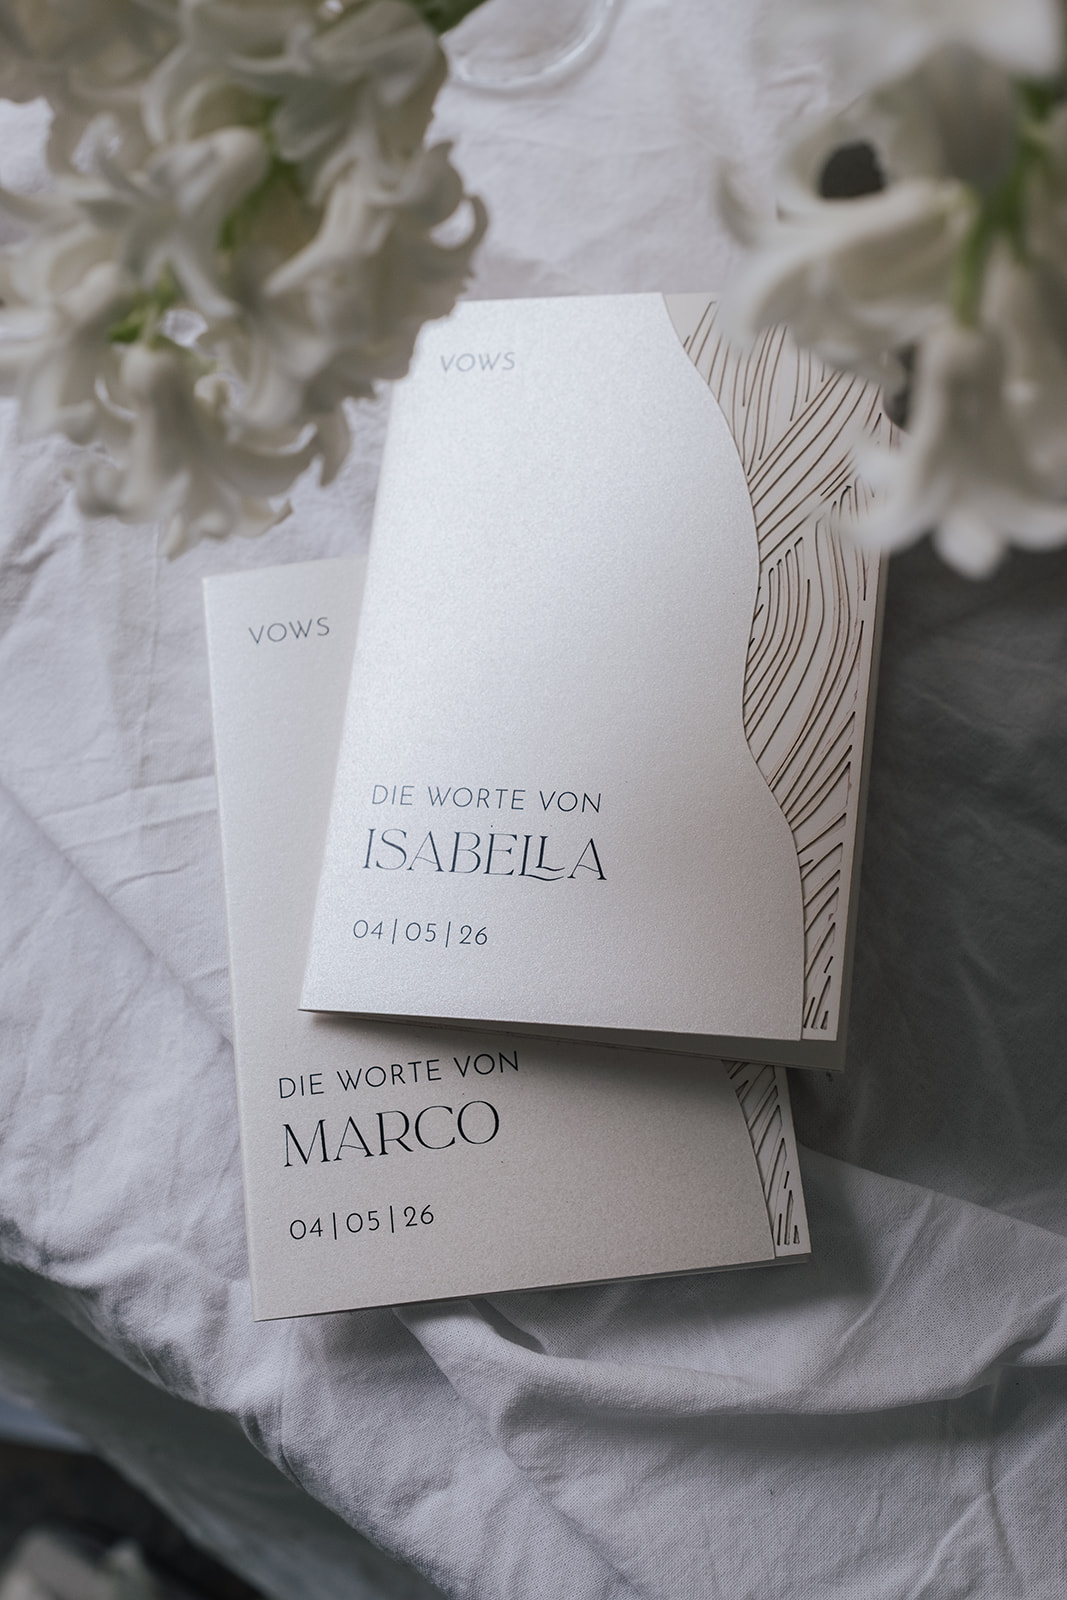 VOWS
DIE WORTE VON
ISABELLA
04|05|26
VOWS
DIE WORTE VON
MARCO
04|05|26